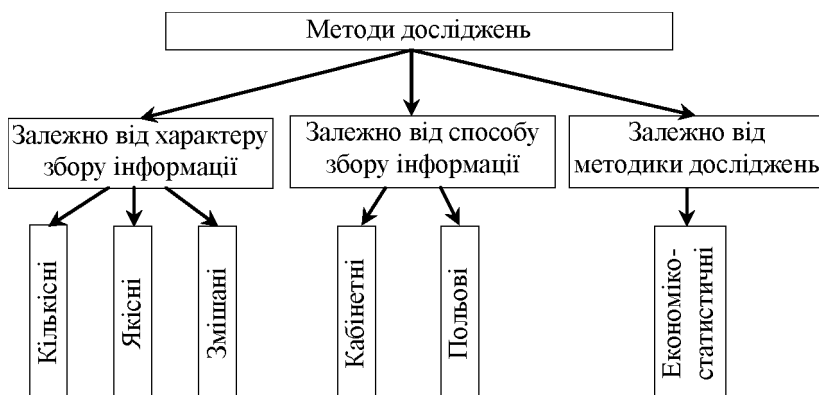 Методи досліджень
Залежно від характеру
збору інформації
Залежно від способу
збору інформації
Залежно від
методики досліджень
Кількісні
Якісні
Змішані
Кабінетні
Польові
Економіко-
статистичні